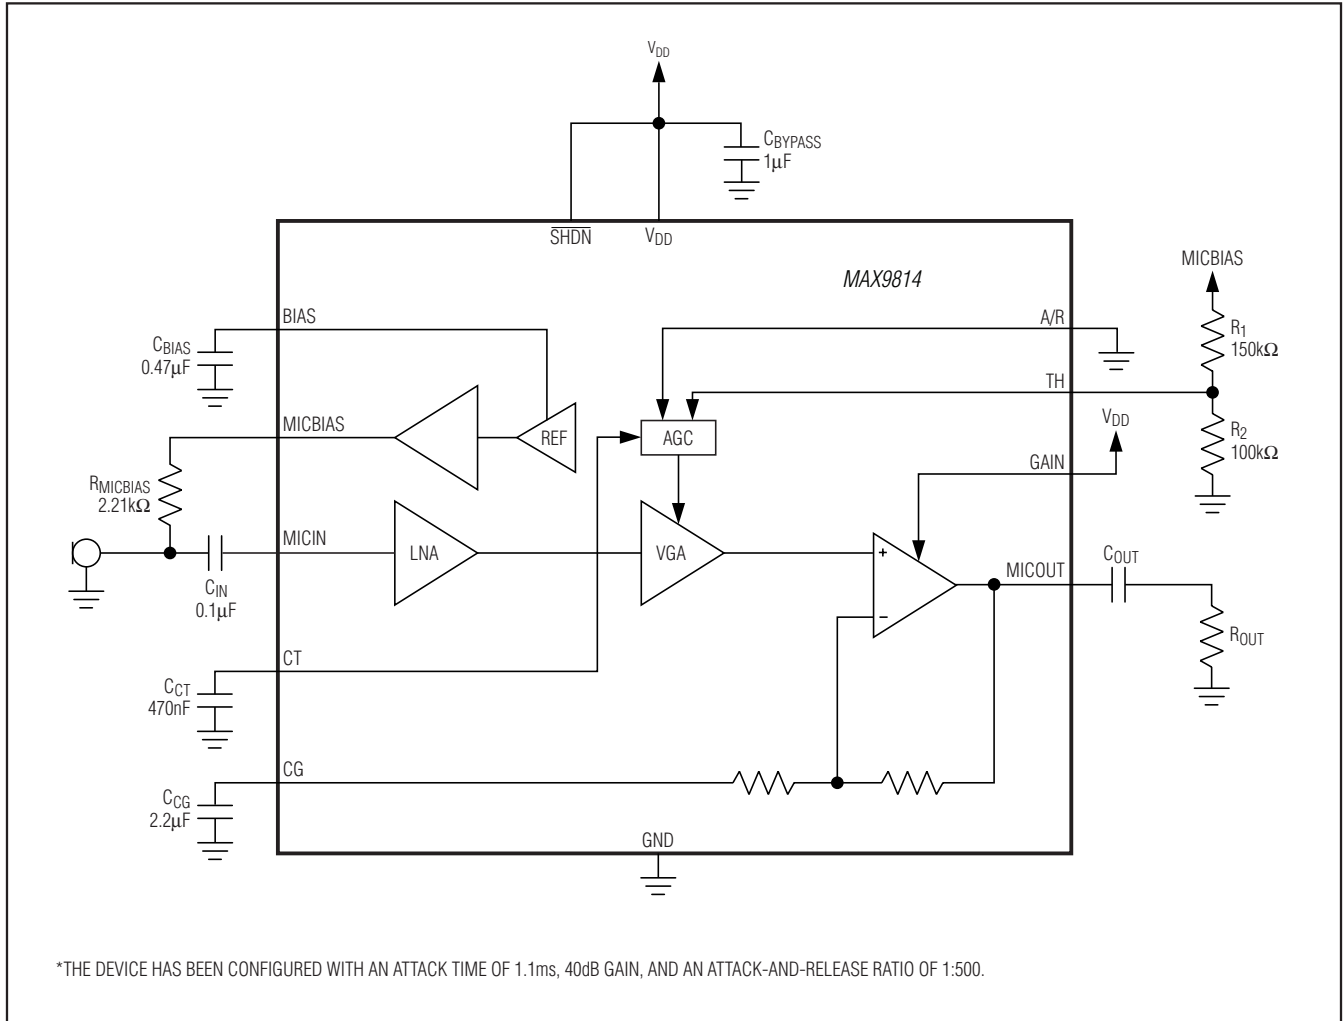 VDD
CBYPASS
1µF
SHDN
VDD
MAX9814
MICBIAS
BIAS
A/R
R1
150kΩ
CBIAS
0.47µF
TH
VDD
MICBIAS
REF
AGC
R2
100kΩ
GAIN
RMICBIAS
2.21kΩ
MICIN
LNA
VGA
+
COUT
MICOUT
CIN
0.1µF
−
ROUT
CT
CCT
470nF
CG
CCG
2.2µF
GND
*THE DEVICE HAS BEEN CONFIGURED WITH AN ATTACK TIME OF 1.1ms, 40dB GAIN, AND AN ATTACK-AND-RELEASE RATIO OF 1:500.